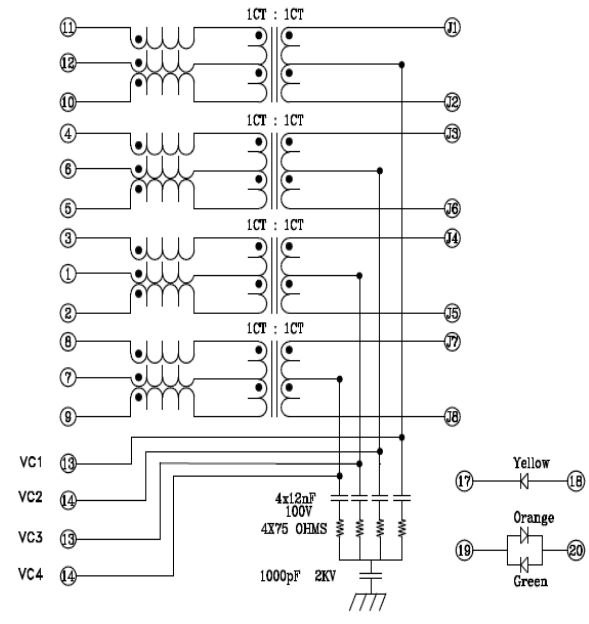 1CT : 1CT
11
J1
12
10
J2
1CT : 1CT
4
J3
6
5
J6
1CT : 1CT
3
J4
1
2
J5
1CT : 1CT
8
J7
7
9
J8
VC1 13
VC2 14
VC3 13
VC4 14
4x12nF
100V
4X75 OHMS
1000pF 2KV
Yellow
17 18
Orange
19 20
Green